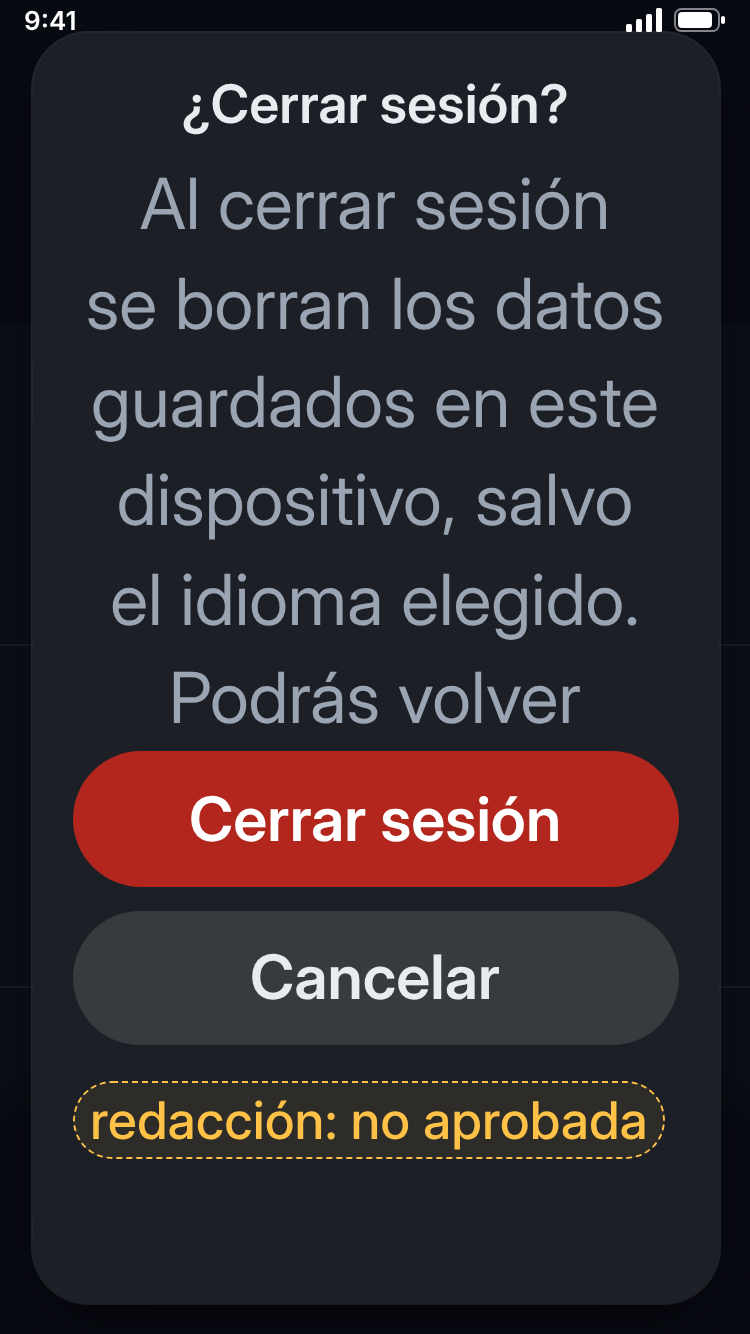 9:41
¿Cerrar sesión?
Al cerrar sesión
se borran los datos
guardados en este
dispositivo, salvo
el idioma elegido.
Podrás volver
Cerrar sesión
Cancelar
redacción: no aprobada